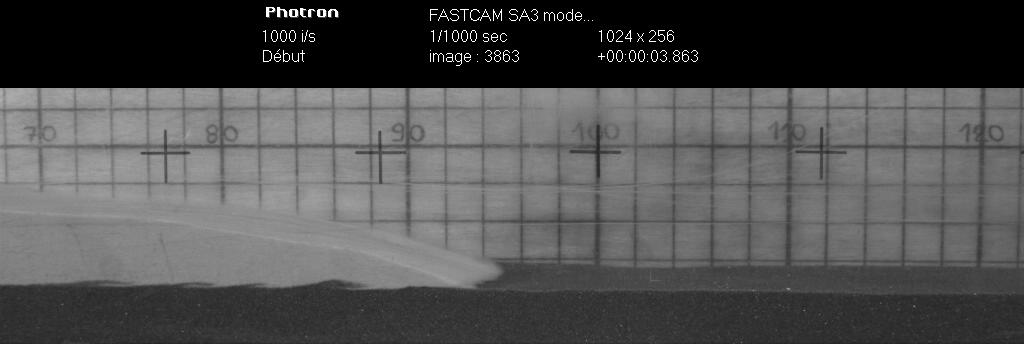 Photron FASTCAM SA3 mode...
1000 i/s 1/1000 sec 1024 x 256
Début image : 3863 +00:00:03.863
70 80 90 100 110 120